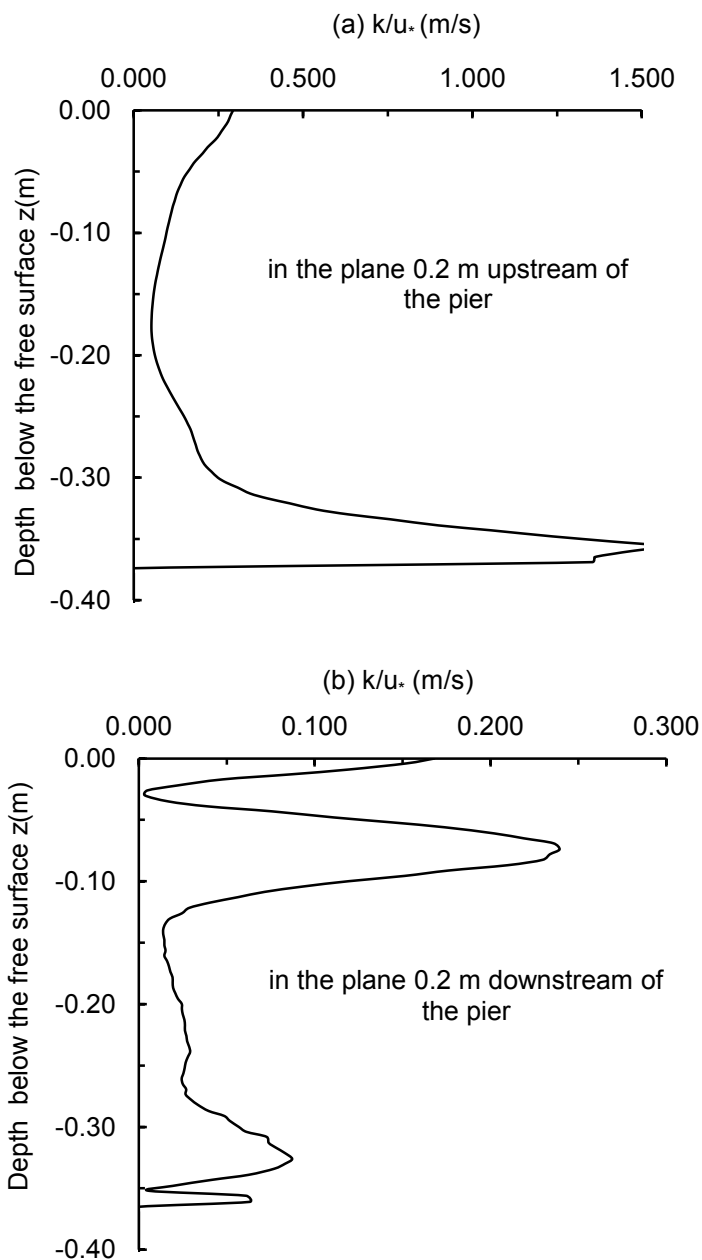 (a) k/u* (m/s)
0.000 0.500 1.000 1.500
0.00
-0.10
-0.20
-0.30
-0.40
Depth below the free surface z(m)
in the plane 0.2 m upstream of
the pier
(b) k/u* (m/s)
0.000 0.100 0.200 0.300
0.00
-0.10
-0.20
-0.30
-0.40
Depth below the free surface z(m)
in the plane 0.2 m downstream of
the pier